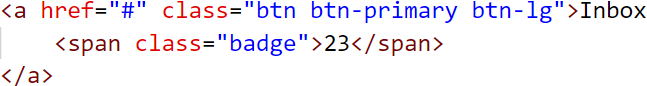 <a href="#" class="btn btn-primary btn-lg">Inbox
    <span class="badge">23</span>
</a>